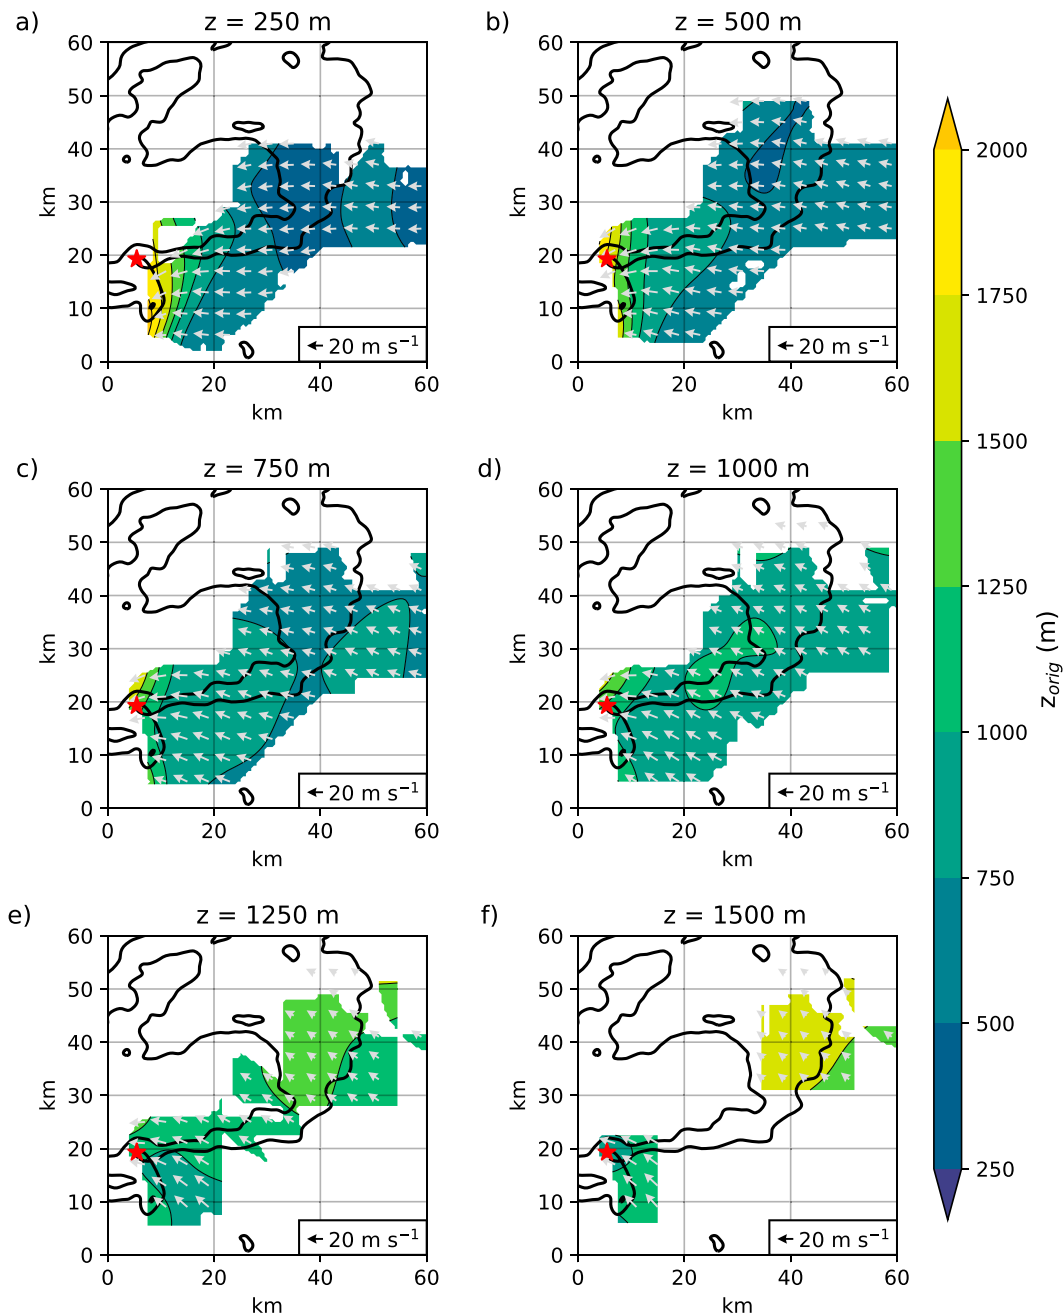 a) z = 250 m
60
50
40
30
20
10
0
km
0 20 40 60
km
20 m s⁻¹
b) z = 500 m
60
50
40
30
20
10
0
km
0 20 40 60
km
20 m s⁻¹
c) z = 750 m
60
50
40
30
20
10
0
km
0 20 40 60
km
20 m s⁻¹
d) z = 1000 m
60
50
40
30
20
10
0
km
0 20 40 60
km
20 m s⁻¹
e) z = 1250 m
60
50
40
30
20
10
0
km
0 20 40 60
km
20 m s⁻¹
f) z = 1500 m
60
50
40
30
20
10
0
km
0 20 40 60
km
20 m s⁻¹
2000
1750
1500
1250
1000
750
500
250
z_orig (m)